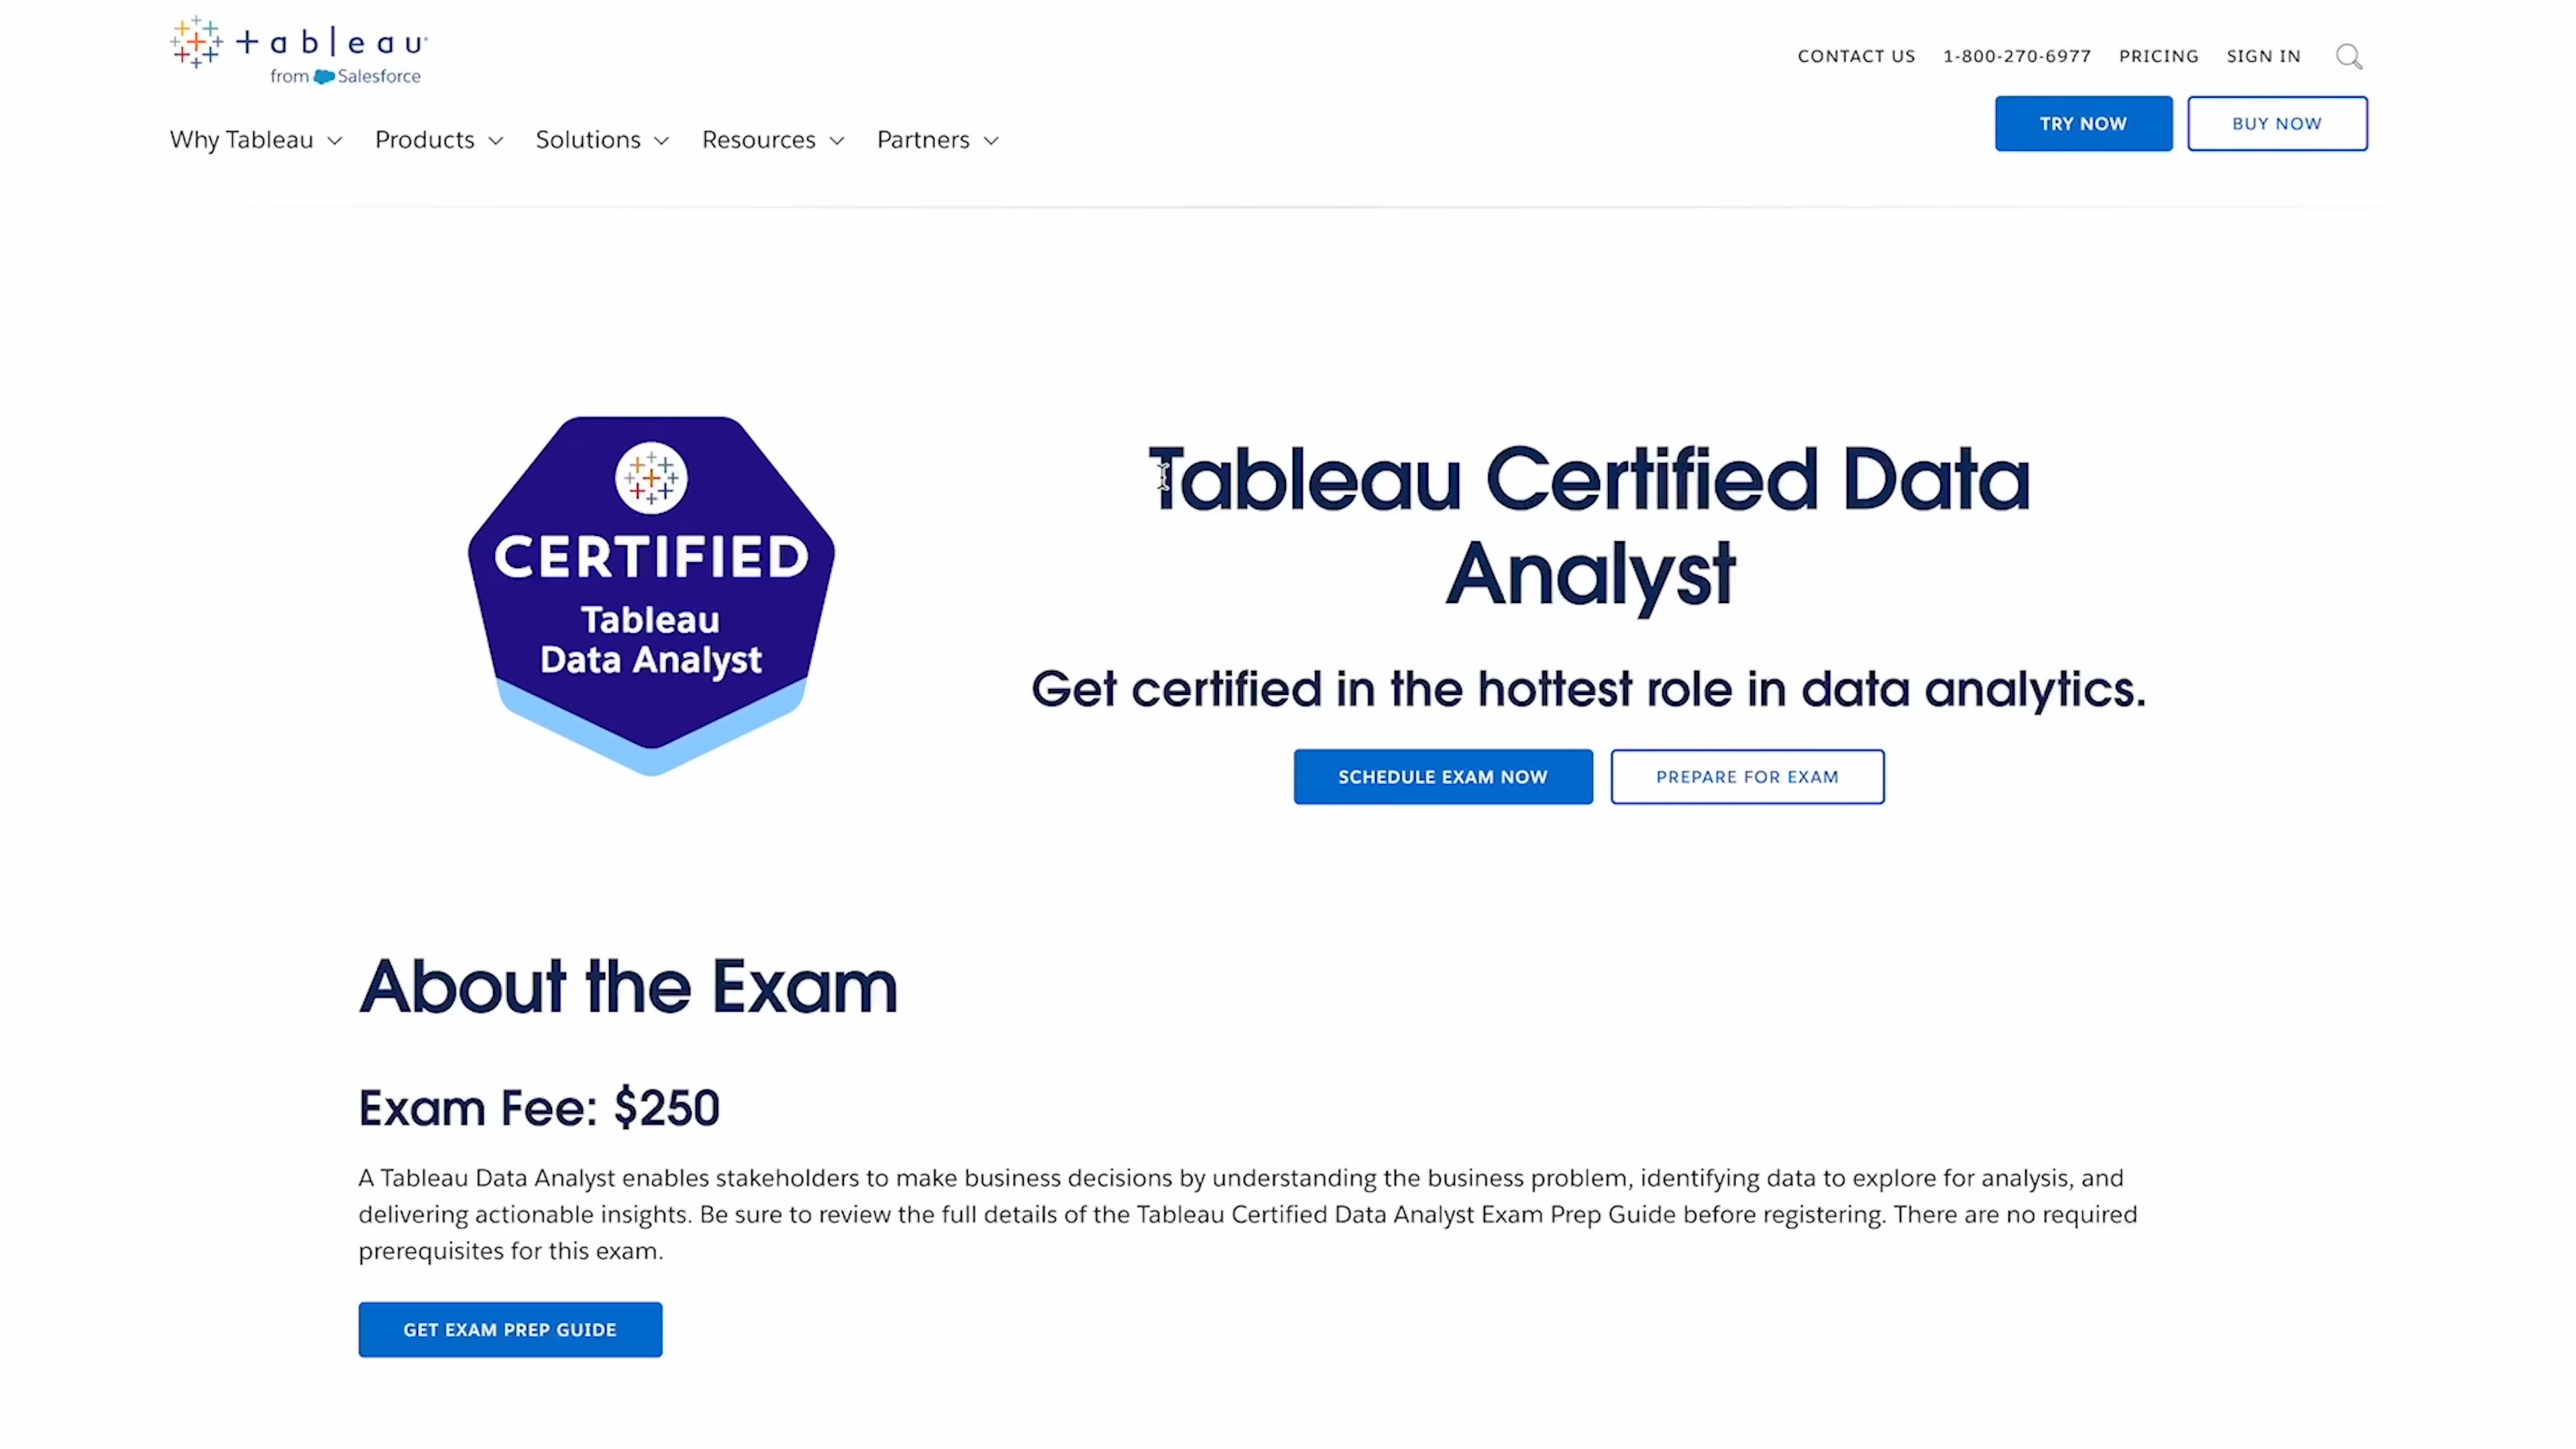 tableau
from Salesforce
CONTACT US 1-800-270-6977 PRICING SIGN IN
Why Tableau Products Solutions Resources Partners
TRY NOW BUY NOW
CERTIFIED
Tableau
Data Analyst
Tableau Certified Data
Analyst
Get certified in the hottest role in data analytics.
SCHEDULE EXAM NOW PREPARE FOR EXAM
About the Exam
Exam Fee: $250
A Tableau Data Analyst enables stakeholders to make business decisions by understanding the business problem, identifying data to explore for analysis, and
delivering actionable insights. Be sure to review the full details of the Tableau Certified Data Analyst Exam Prep Guide before registering. There are no required
prerequisites for this exam.
GET EXAM PREP GUIDE